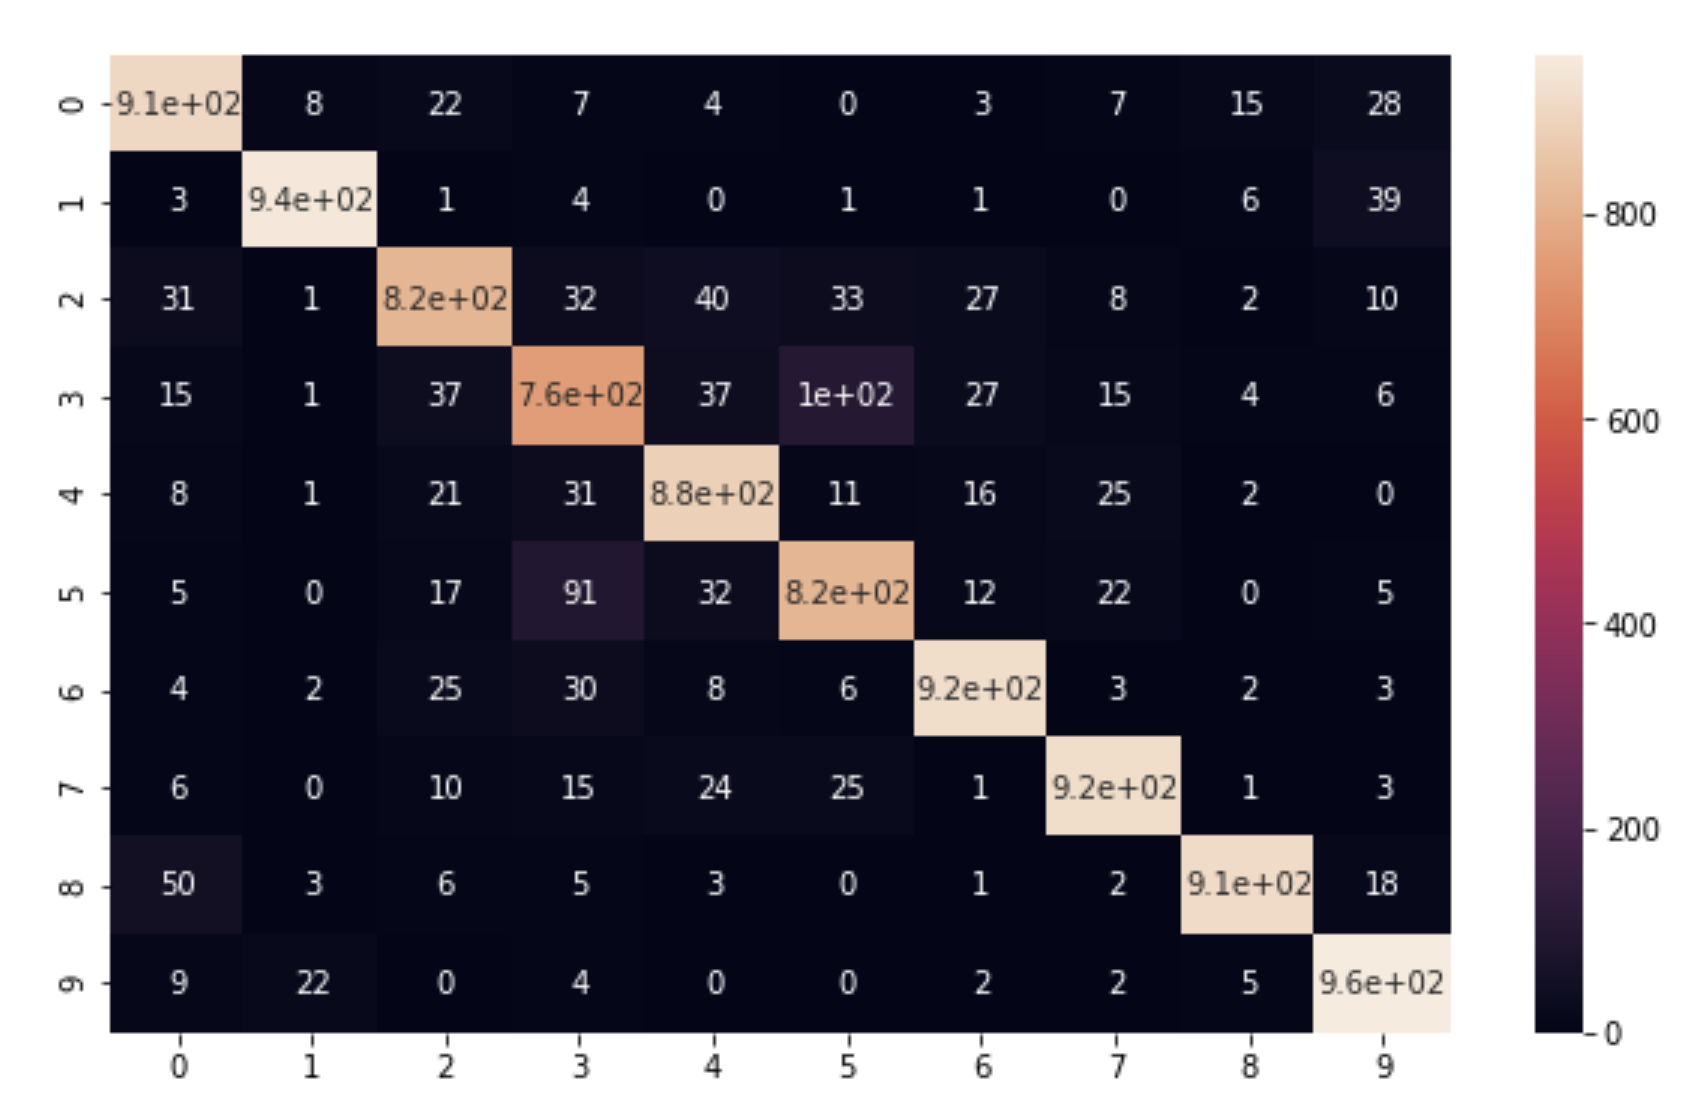 0 9.1e+02 8 22 7 4 0 3 7 15 28
1 3 9.4e+02 1 4 0 1 1 0 6 39
2 31 1 8.2e+02 32 40 33 27 8 2 10
3 15 1 37 7.6e+02 37 1e+02 27 15 4 6
4 8 1 21 31 8.8e+02 11 16 25 2 0
5 5 0 17 91 32 8.2e+02 12 22 0 5
6 4 2 25 30 8 6 9.2e+02 3 2 3
7 6 0 10 15 24 25 1 9.2e+02 1 3
8 50 3 6 5 3 0 1 2 9.1e+02 18
9 9 22 0 4 0 0 2 2 5 9.6e+02
0 1 2 3 4 5 6 7 8 9
800
600
400
200
0